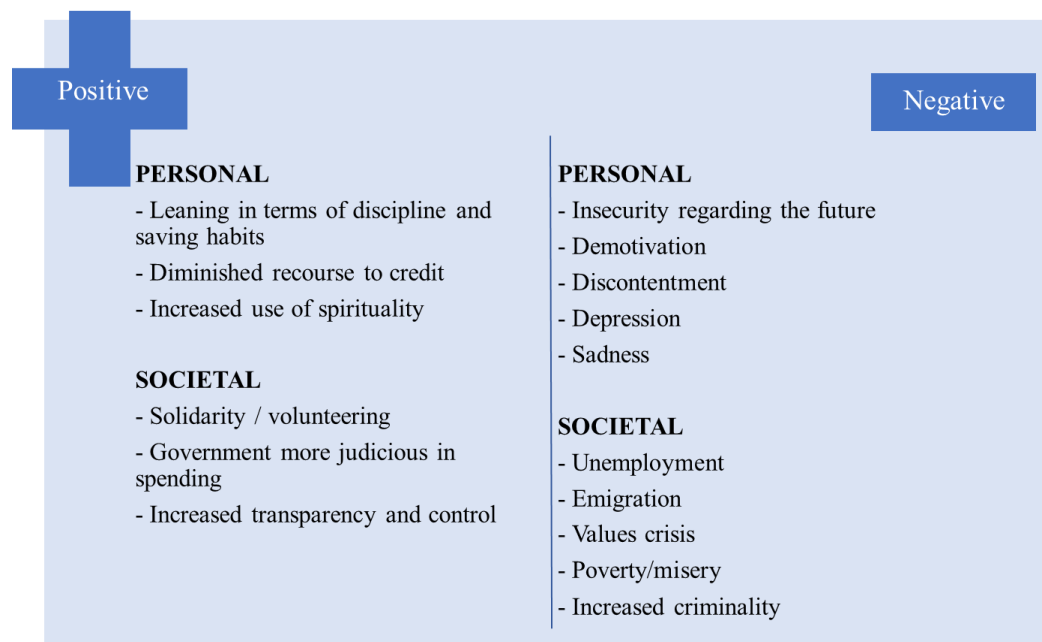 Positive
Negative
PERSONAL
- Leaning in terms of discipline and
saving habits
- Diminished recourse to credit
- Increased use of spirituality
SOCIETAL
- Solidarity / volunteering
- Government more judicious in
spending
- Increased transparency and control
PERSONAL
- Insecurity regarding the future
- Demotivation
- Discontentment
- Depression
- Sadness
SOCIETAL
- Unemployment
- Emigration
- Values crisis
- Poverty/misery
- Increased criminality